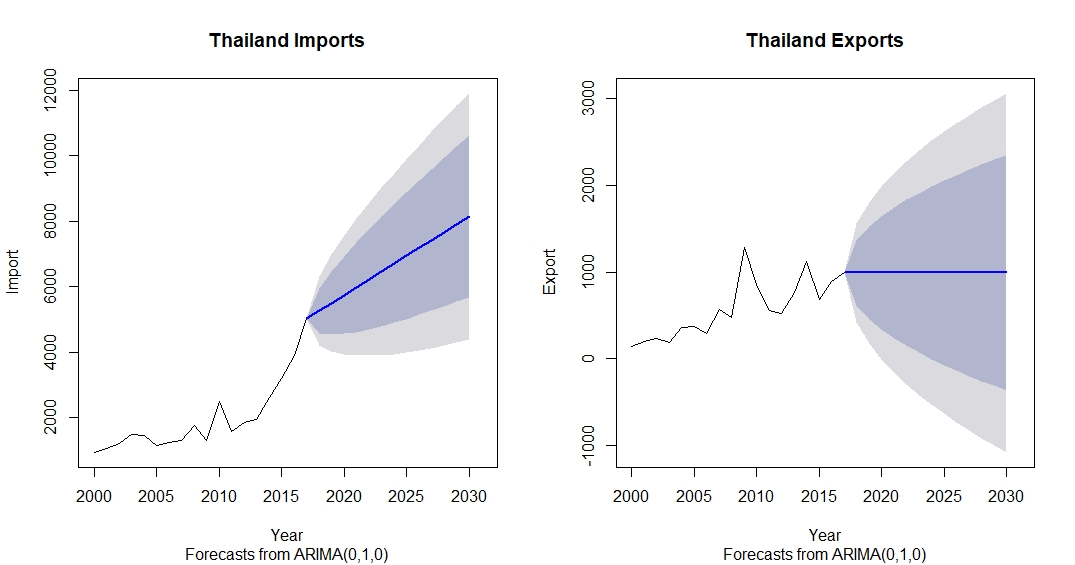 Thailand Imports
Import
12000
10000
8000
6000
4000
2000
2000 2005 2010 2015 2020 2025 2030
Year
Forecasts from ARIMA(0,1,0)
Thailand Exports
Export
3000
2000
1000
0
-1000
2000 2005 2010 2015 2020 2025 2030
Year
Forecasts from ARIMA(0,1,0)